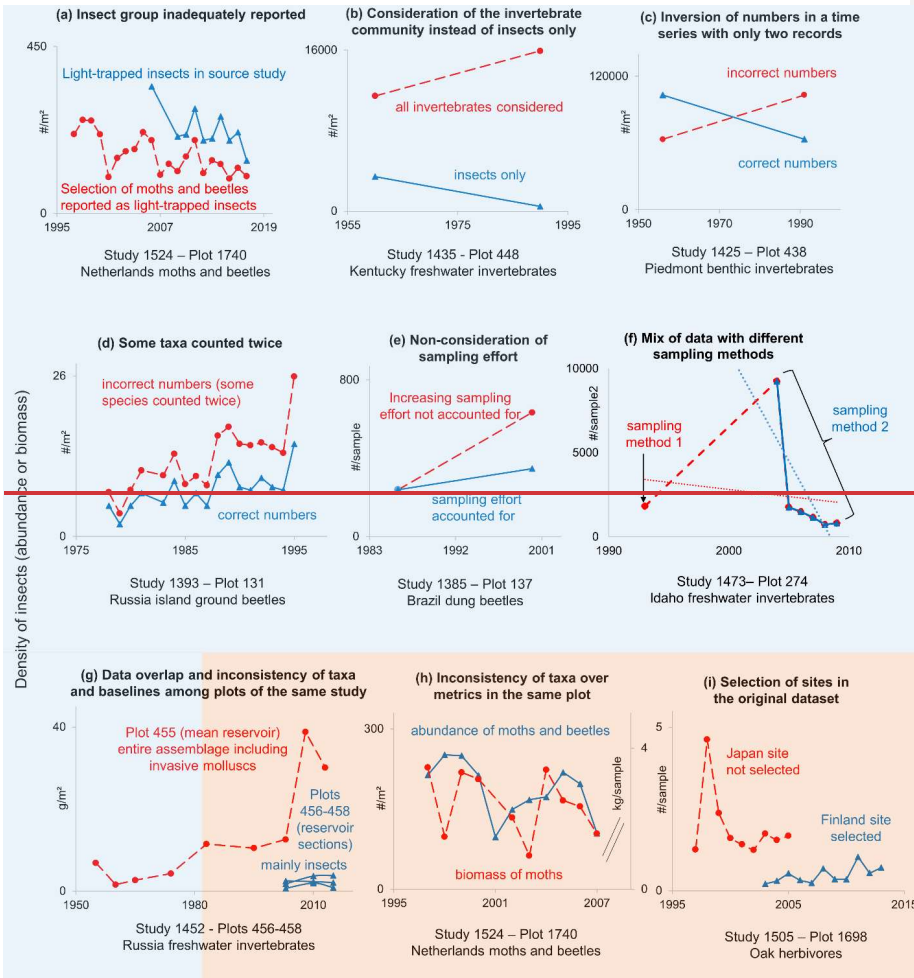 (a) Insect group inadequately reported
450
Light-trapped insects in source study
#/m²
Selection of moths and beetles
reported as light-trapped insects
0
1995
2007
2019
Study 1524 – Plot 1740
Netherlands moths and beetles
(b) Consideration of the invertebrate
community instead of insects only
16000
#/m²
all invertebrates considered
insects only
0
1955
1975
1995
Study 1435 - Plot 448
Kentucky freshwater invertebrates
(c) Inversion of numbers in a time
series with only two records
120000
incorrect numbers
#/m²
correct numbers
0
1950
1970
1990
Study 1425 – Plot 438
Piedmont benthic invertebrates
Density of insects (abundance or biomass)
(d) Some taxa counted twice
26
incorrect numbers (some
species counted twice)
#/m²
correct numbers
0
1975
1985
1995
Study 1393 – Plot 131
Russia island ground beetles
(e) Non-consideration of
sampling effort
800
Increasing sampling
effort not accounted for
#/sample
sampling effort
accounted for
0
1983
1992
2001
Study 1385 – Plot 137
Brazil dung beetles
(f) Mix of data with different
sampling methods
10000
#/sample2
sampling
method 1
sampling
method 2
5000
0
1990
2000
2010
Study 1473– Plot 274
Idaho freshwater invertebrates
(g) Data overlap and inconsistency of taxa
and baselines among plots of the same study
40
Plot 455 (mean reservoir)
entire assemblage including
invasive molluscs
g/m²
Plots
456-458
(reservoir
sections)
mainly insects
0
1950
1980
2010
Study 1452 - Plots 456-458
Russia freshwater invertebrates
(h) Inconsistency of taxa over
metrics in the same plot
300
abundance of moths and beetles
4
#/m²
kg/sample
biomass of moths
0
0
1995
2001
2007
Study 1524 – Plot 1740
Netherlands moths and beetles
(i) Selection of sites in
the original dataset
5
Japan site
not selected
#/sample
Finland site
selected
0
1995
2005
2015
Study 1505 – Plot 1698
Oak herbivores